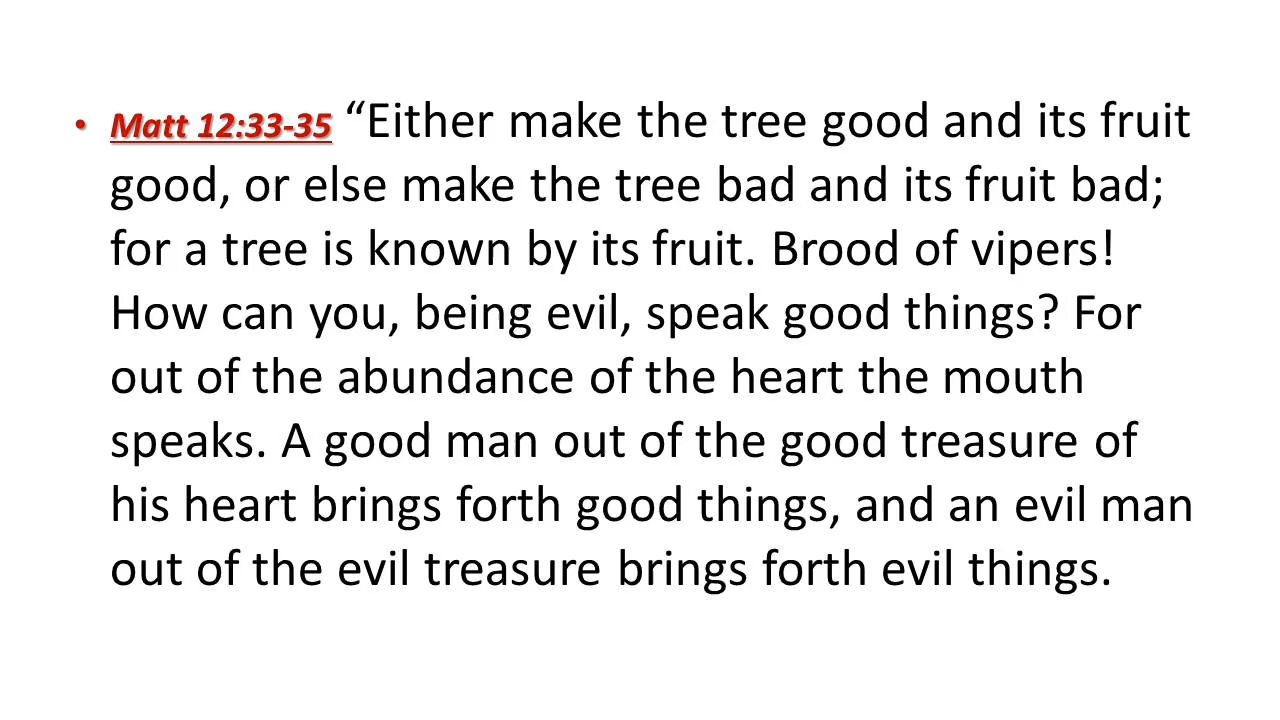 • Matt 12:33-35 “Either make the tree good and its fruit
good, or else make the tree bad and its fruit bad;
for a tree is known by its fruit. Brood of vipers!
How can you, being evil, speak good things? For
out of the abundance of the heart the mouth
speaks. A good man out of the good treasure of
his heart brings forth good things, and an evil man
out of the evil treasure brings forth evil things.